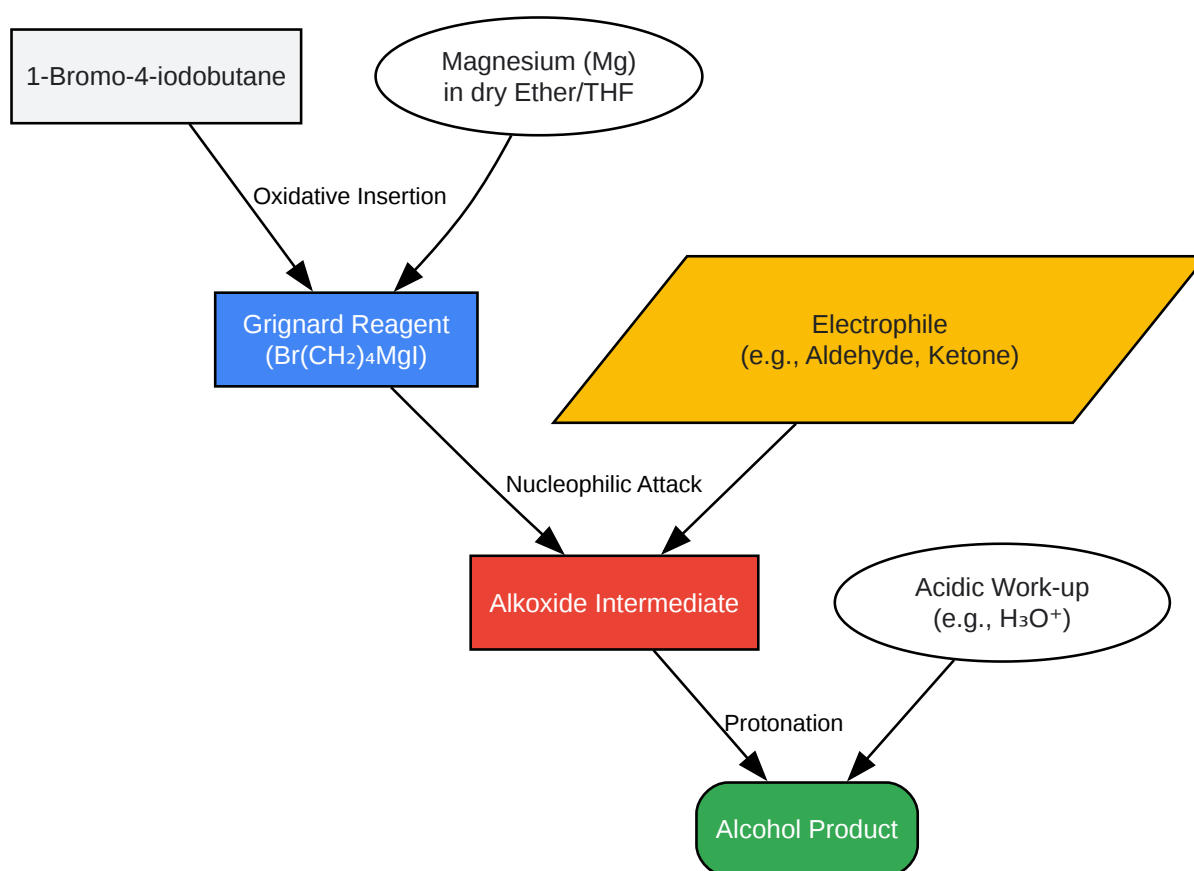 1-Bromo-4-iodobutane
Magnesium (Mg)
in dry Ether/THF
Oxidative Insertion
Grignard Reagent
(Br(CH₂)₄MgI)
Electrophile
(e.g., Aldehyde, Ketone)
Nucleophilic Attack
Alkoxide Intermediate
Acidic Work-up
(e.g., H₃O⁺)
Protonation
Alcohol Product